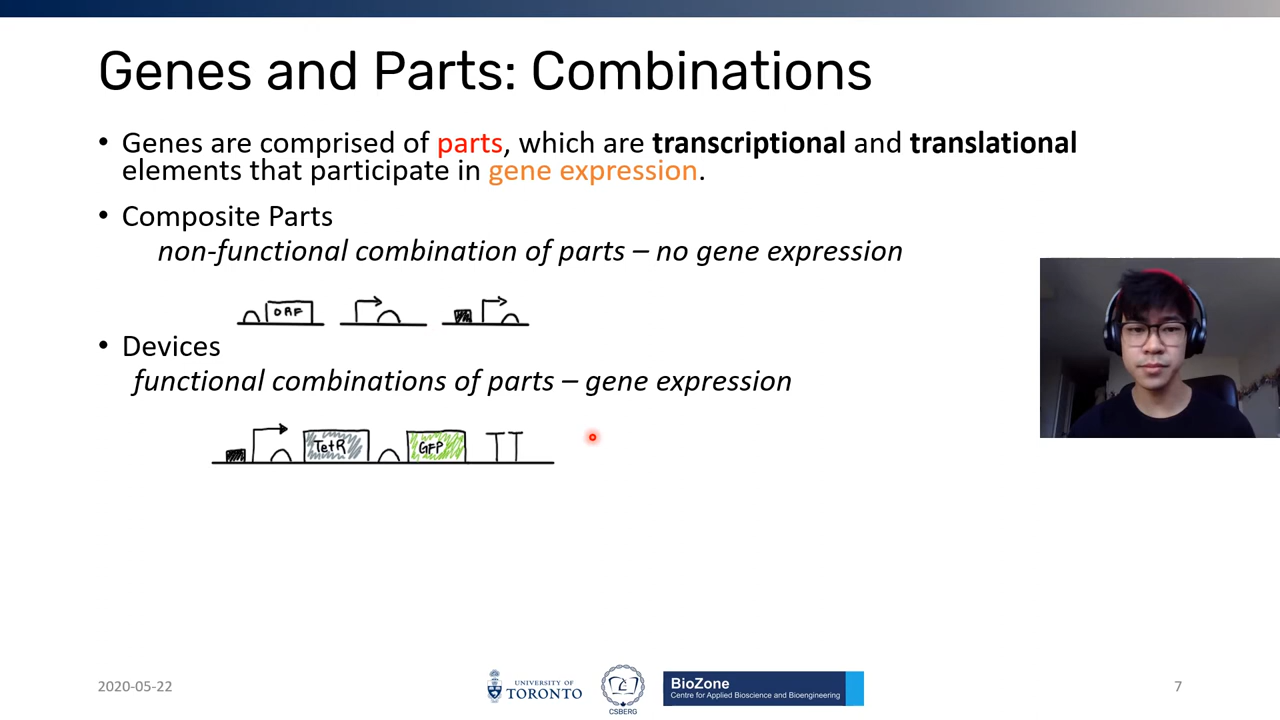 Genes and Parts: Combinations
• Genes are comprised of parts, which are transcriptional and translational
elements that participate in gene expression.
• Composite Parts
non-functional combination of parts – no gene expression
ORF
• Devices
functional combinations of parts – gene expression
TetR GFP
2020-05-22
UNIVERSITY OF
TORONTO
CSBERG
BioZone
Centre for Applied Bioscience and Bioengineering
7